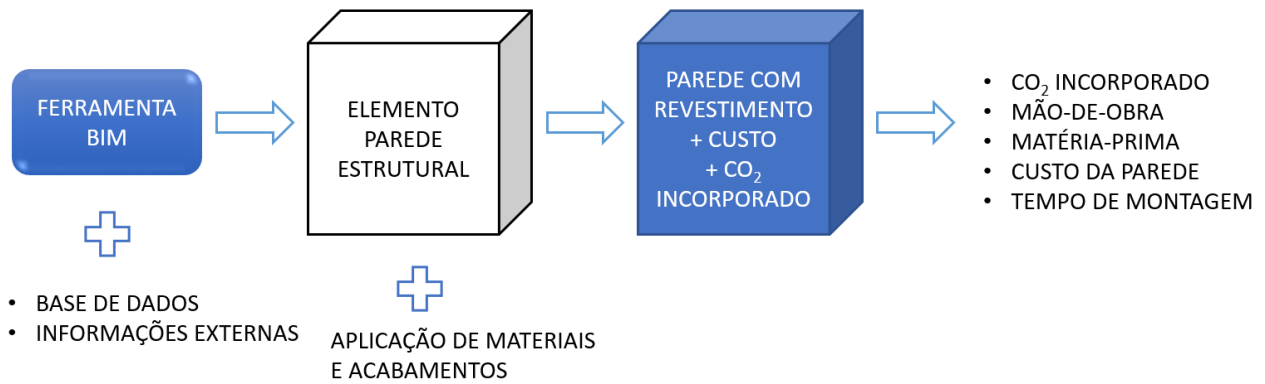 FERRAMENTA
BIM
• BASE DE DADOS
• INFORMAÇÕES EXTERNAS
ELEMENTO
PAREDE
ESTRUTURAL
APLICAÇÃO DE MATERIAIS
E ACABAMENTOS
PAREDE COM
REVESTIMENTO
+ CUSTO
+ CO₂
INCORPORADO
• CO₂ INCORPORADO
• MÃO-DE-OBRA
• MATÉRIA-PRIMA
• CUSTO DA PAREDE
• TEMPO DE MONTAGEM